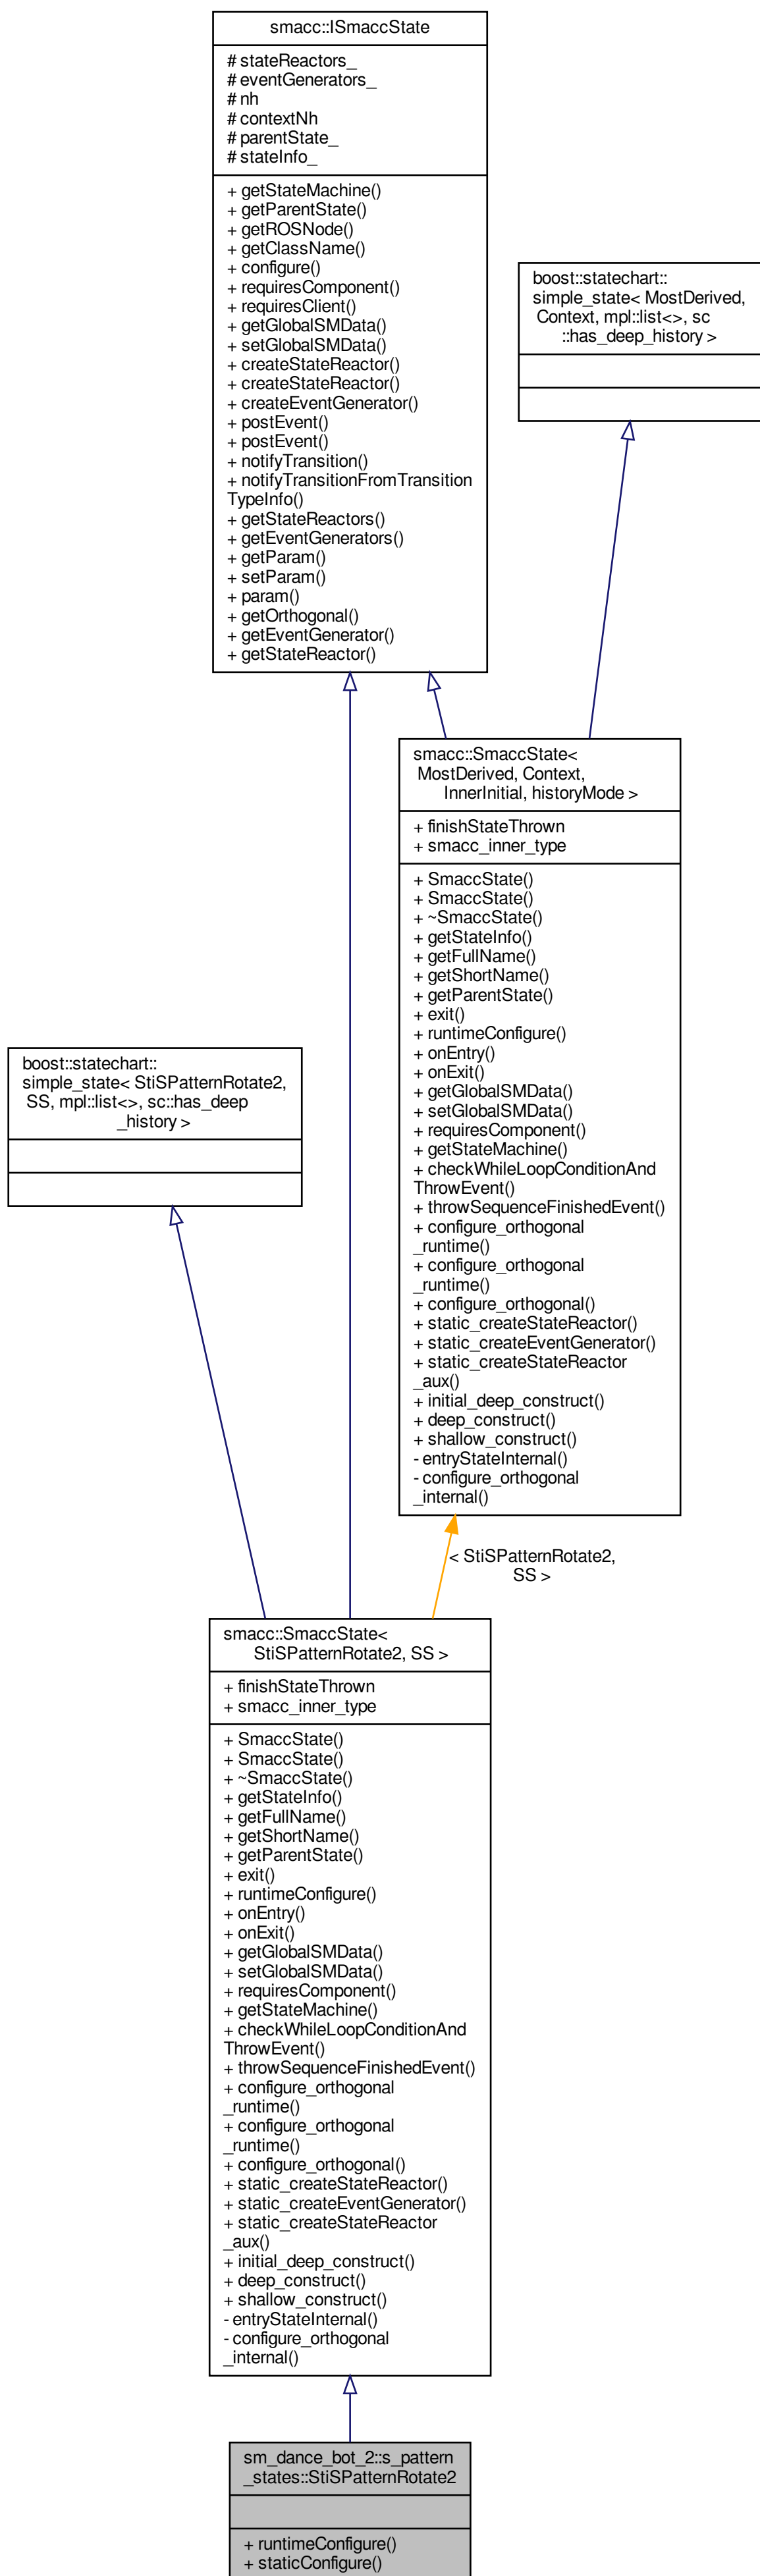 smacc::ISmaccState
# stateReactors_
# eventGenerators_
# nh
# contextNh
# parentState_
# stateInfo_
+ getStateMachine()
+ getParentState()
+ getROSNode()
+ getClassName()
+ configure()
+ requiresComponent()
+ requiresClient()
+ getGlobalSMData()
+ setGlobalSMData()
+ createStateReactor()
+ createStateReactor()
+ createEventGenerator()
+ postEvent()
+ postEvent()
+ notifyTransition()
+ notifyTransitionFromTransition
TypeInfo()
+ getStateReactors()
+ getEventGenerators()
+ getParam()
+ setParam()
+ param()
+ getOrthogonal()
+ getEventGenerator()
+ getStateReactor()
boost::statechart::
simple_state< MostDerived,
Context, mpl::list<>, sc
::has_deep_history >
smacc::SmaccState<
MostDerived, Context,
InnerInitial, historyMode >
+ finishStateThrown
+ smacc_inner_type
+ SmaccState()
+ SmaccState()
+ ~SmaccState()
+ getStateInfo()
+ getFullName()
+ getShortName()
+ getParentState()
+ exit()
+ runtimeConfigure()
+ onEntry()
+ onExit()
+ getGlobalSMData()
+ setGlobalSMData()
+ requiresComponent()
+ getStateMachine()
+ checkWhileLoopConditionAnd
ThrowEvent()
+ throwSequenceFinishedEvent()
+ configure_orthogonal
_runtime()
+ configure_orthogonal
_runtime()
+ configure_orthogonal()
+ static_createStateReactor()
+ static_createEventGenerator()
+ static_createStateReactor
_aux()
+ initial_deep_construct()
+ deep_construct()
+ shallow_construct()
- entryStateInternal()
- configure_orthogonal
_internal()
boost::statechart::
simple_state< StiSPatternRotate2,
SS, mpl::list<>, sc::has_deep
_history >
< StiSPatternRotate2,
SS >
smacc::SmaccState<
StiSPatternRotate2, SS >
+ finishStateThrown
+ smacc_inner_type
+ SmaccState()
+ SmaccState()
+ ~SmaccState()
+ getStateInfo()
+ getFullName()
+ getShortName()
+ getParentState()
+ exit()
+ runtimeConfigure()
+ onEntry()
+ onExit()
+ getGlobalSMData()
+ setGlobalSMData()
+ requiresComponent()
+ getStateMachine()
+ checkWhileLoopConditionAnd
ThrowEvent()
+ throwSequenceFinishedEvent()
+ configure_orthogonal
_runtime()
+ configure_orthogonal
_runtime()
+ configure_orthogonal()
+ static_createStateReactor()
+ static_createEventGenerator()
+ static_createStateReactor
_aux()
+ initial_deep_construct()
+ deep_construct()
+ shallow_construct()
- entryStateInternal()
- configure_orthogonal
_internal()
sm_dance_bot_2::s_pattern
_states::StiSPatternRotate2
+ runtimeConfigure()
+ staticConfigure()